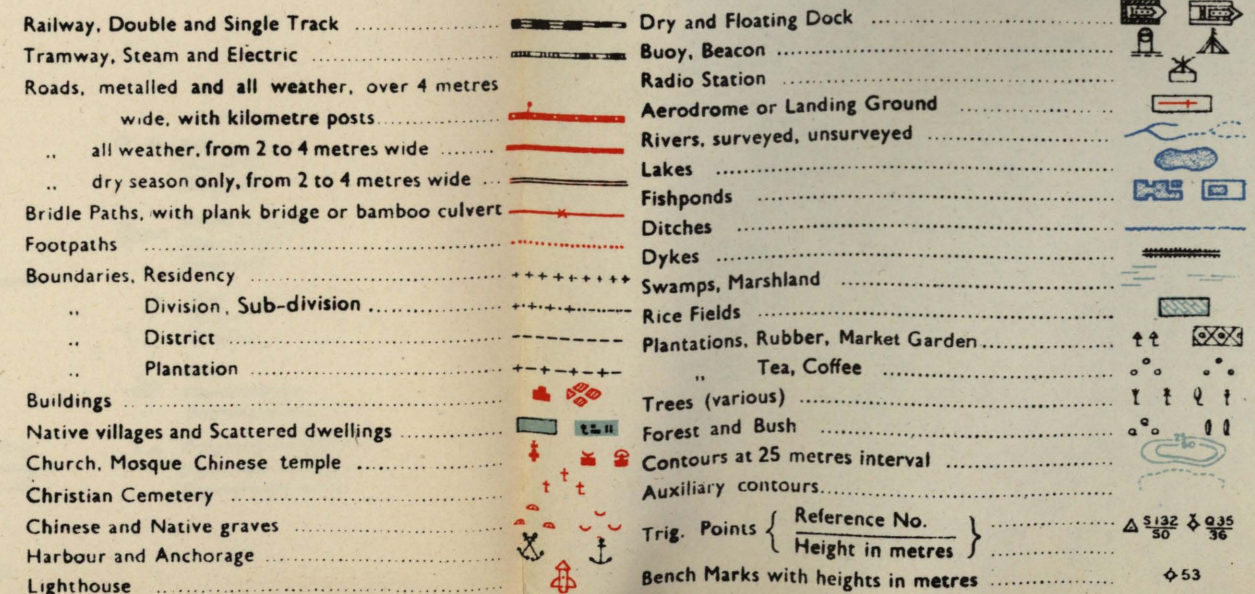 Railway, Double and Single Track
Tramway, Steam and Electric
Roads, metalled and all weather, over 4 metres
wide, with kilometre posts
,, all weather, from 2 to 4 metres wide
,, dry season only, from 2 to 4 metres wide
Bridle Paths, with plank bridge or bamboo culvert
Footpaths
Boundaries, Residency
,, Division, Sub-division
,, District
,, Plantation
Buildings
Native villages and Scattered dwellings
Church, Mosque Chinese temple
Christian Cemetery
Chinese and Native graves
Harbour and Anchorage
Lighthouse
Dry and Floating Dock
Buoy, Beacon
Radio Station
Aerodrome or Landing Ground
Rivers, surveyed, unsurveyed
Lakes
Fishponds
Ditches
Dykes
Swamps, Marshland
Rice Fields
Plantations, Rubber, Market Garden
,, Tea, Coffee
Trees (various)
Forest and Bush
Contours at 25 metres interval
Auxiliary contours
Trig. Points { Reference No. } S132 Q35
Height in metres 50 36
Bench Marks with heights in metres 53